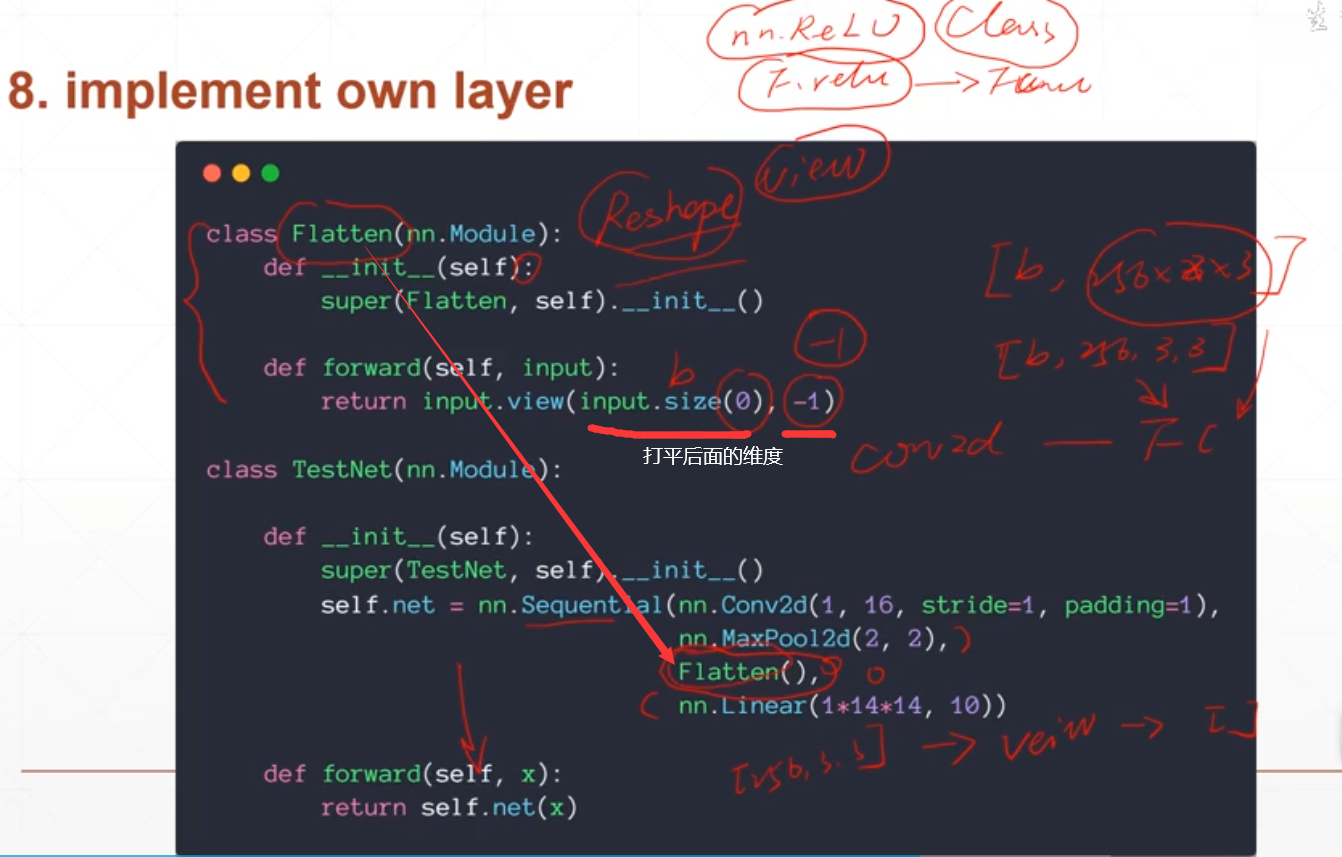 nn.ReLU Class
F.relu →
8. implement own layer
view
Reshape
class Flatten(nn.Module):
def __init__(self):
super(Flatten, self).__init__()
[b, 256×3×3]
-1
[b, 256, 3, 3]
def forward(self, input):
b
return input.view(input.size(0), -1)
打平后面的维度
conv2d — FC
class TestNet(nn.Module):
def __init__(self):
super(TestNet, self).__init__()
self.net = nn.Sequential(nn.Conv2d(1, 16, stride=1, padding=1),
nn.MaxPool2d(2, 2),
Flatten(),
nn.Linear(1*14*14, 10))
[256, 3, 3] → veiw → [ ]
def forward(self, x):
return self.net(x)